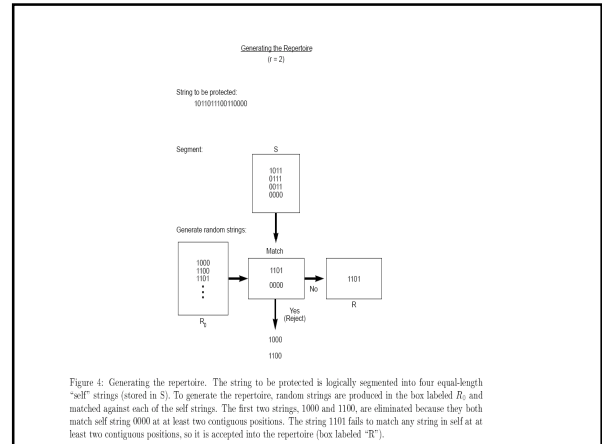 Generating the Repertoire
(r = 2)
String to be protected:
1011011100110000
Segment:
S
1011
0111
0011
0000
Generate random strings:
Match
1000
1100
1101
1101
0000
No
1101
R0
Yes
(Reject)
R
1000
1100
Figure 4: Generating the repertoire. The string to be protected is logically segmented into four equal-length
"self" strings (stored in S). To generate the repertoire, random strings are produced in the box labeled R0 and
matched against each of the self strings. The first two strings, 1000 and 1100, are eliminated because they both
match self string 0000 at at least two contiguous positions. The string 1101 fails to match any string in self at at
least two contiguous positions, so it is accepted into the repertoire (box labeled "R").